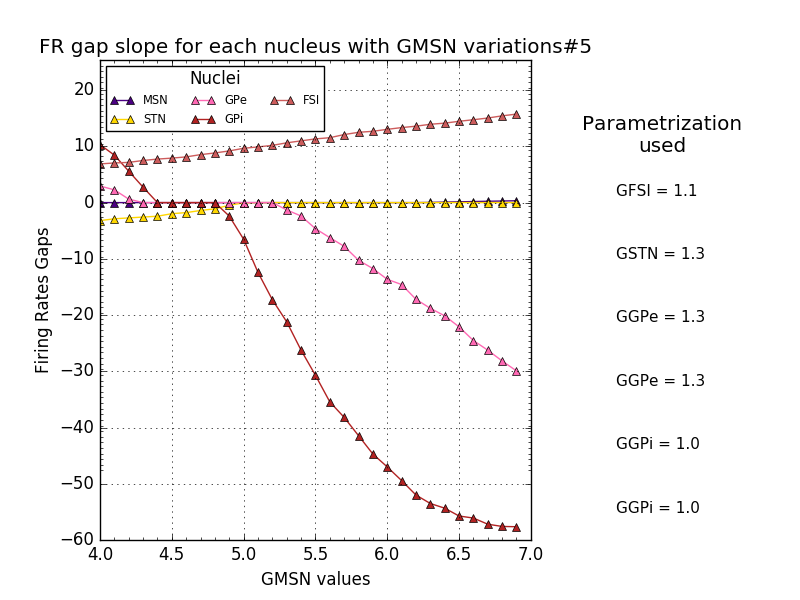 FR gap slope for each nucleus with GMSN variations#5
Nuclei
MSN GPe FSI
STN GPi
20
10
0
−10
−20
−30
−40
−50
−60
Firing Rates Gaps
4.0 4.5 5.0 5.5 6.0 6.5 7.0
GMSN values
Parametrization
used
GFSI = 1.1
GSTN = 1.3
GGPe = 1.3
GGPe = 1.3
GGPi = 1.0
GGPi = 1.0